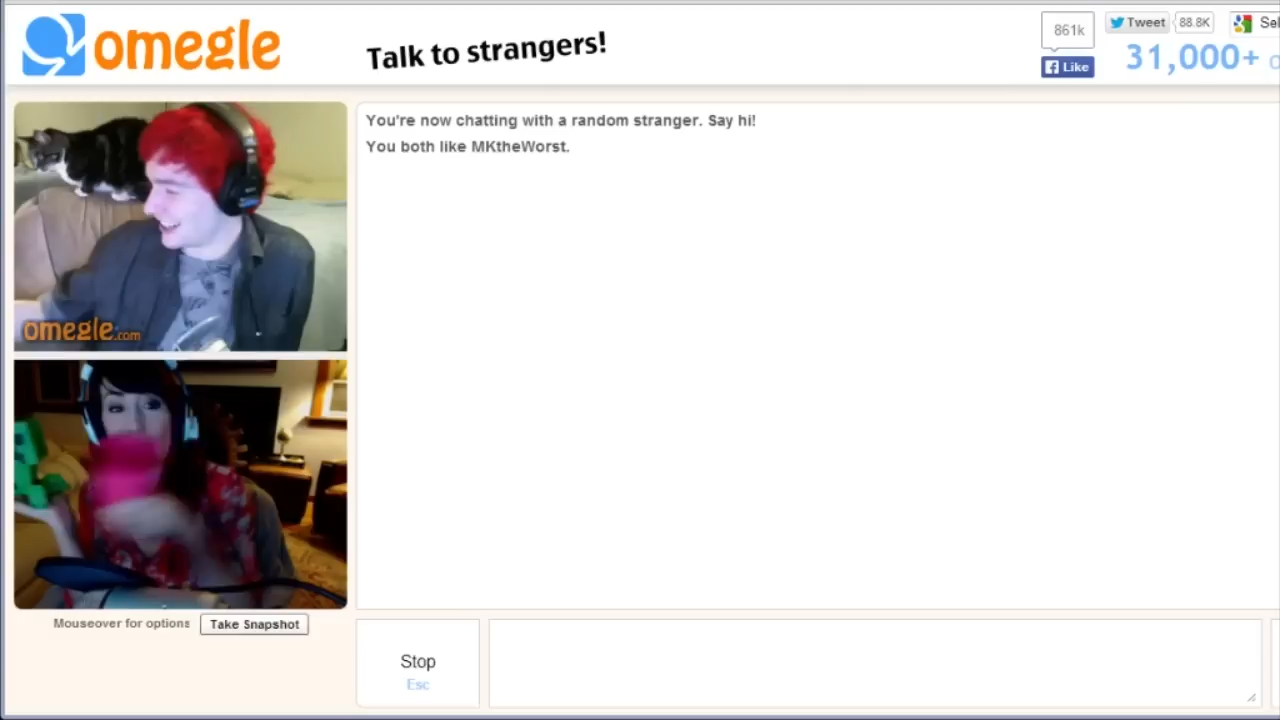 omegle
Talk to strangers!
861k
Like
Tweet
88.8K
31,000+
You're now chatting with a random stranger. Say hi!
You both like MKtheWorst.
omegle.com
Mouseover for options
Take Snapshot
Stop
Esc